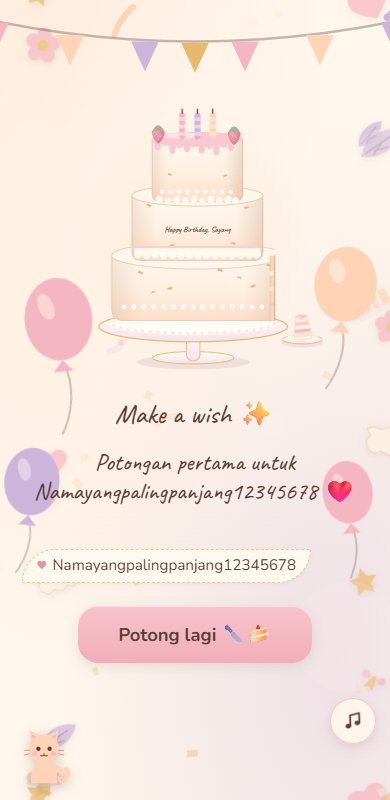 Happy Birthday, Sayang
Make a wish ✨
Potongan pertama untuk
Namayangpalingpanjang12345678 💖
Namayangpalingpanjang12345678
Potong lagi 🔪 🍰